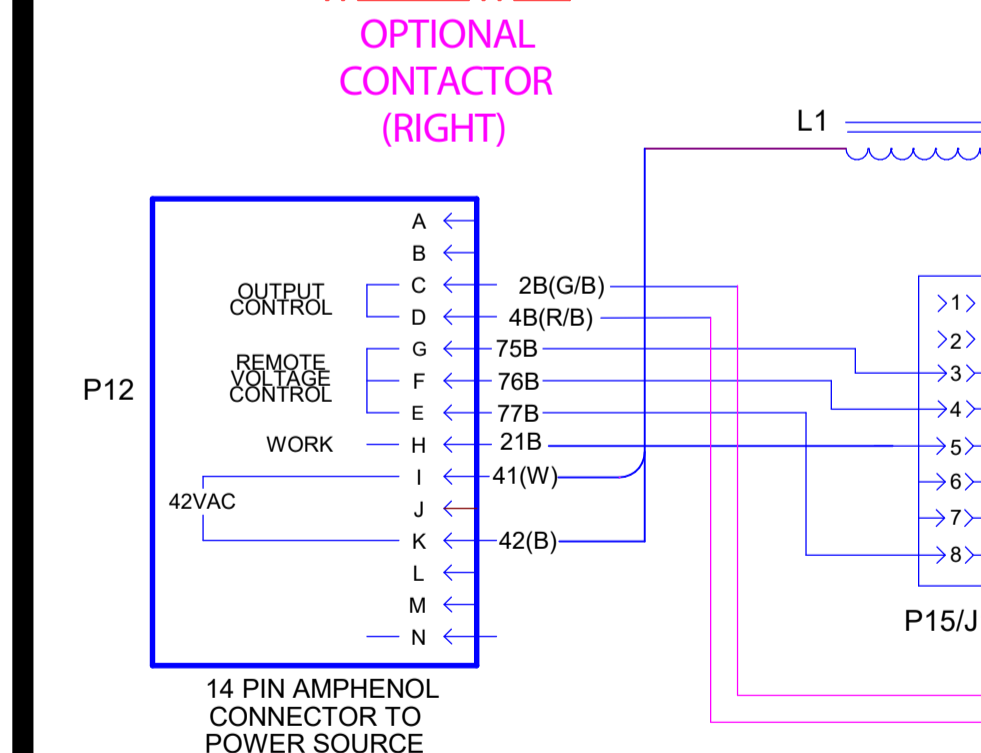 OPTIONAL
CONTACTOR
(RIGHT)
L1
A
B
C
2B(G/B)
OUTPUT
CONTROL
D
4B(R/B)
G
75B
REMOTE
VOLTAGE
CONTROL
F
76B
E
77B
P12
WORK
H
21B
I
41(W)
42VAC
J
K
42(B)
L
M
N
1
2
3
4
5
6
7
8
P15/J
14 PIN AMPHENOL
CONNECTOR TO
POWER SOURCE